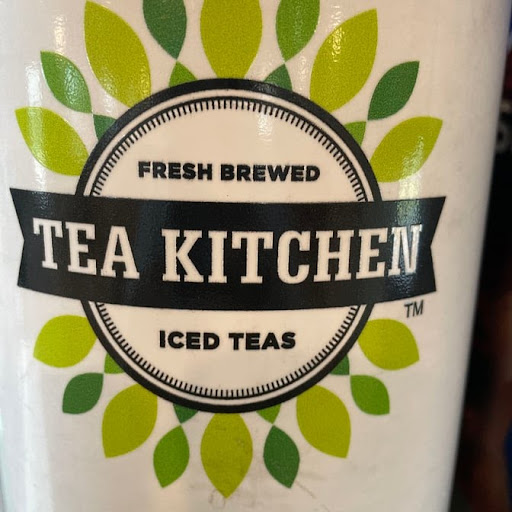 FRESH BREWED
TEA KITCHEN
TM
ICED TEAS